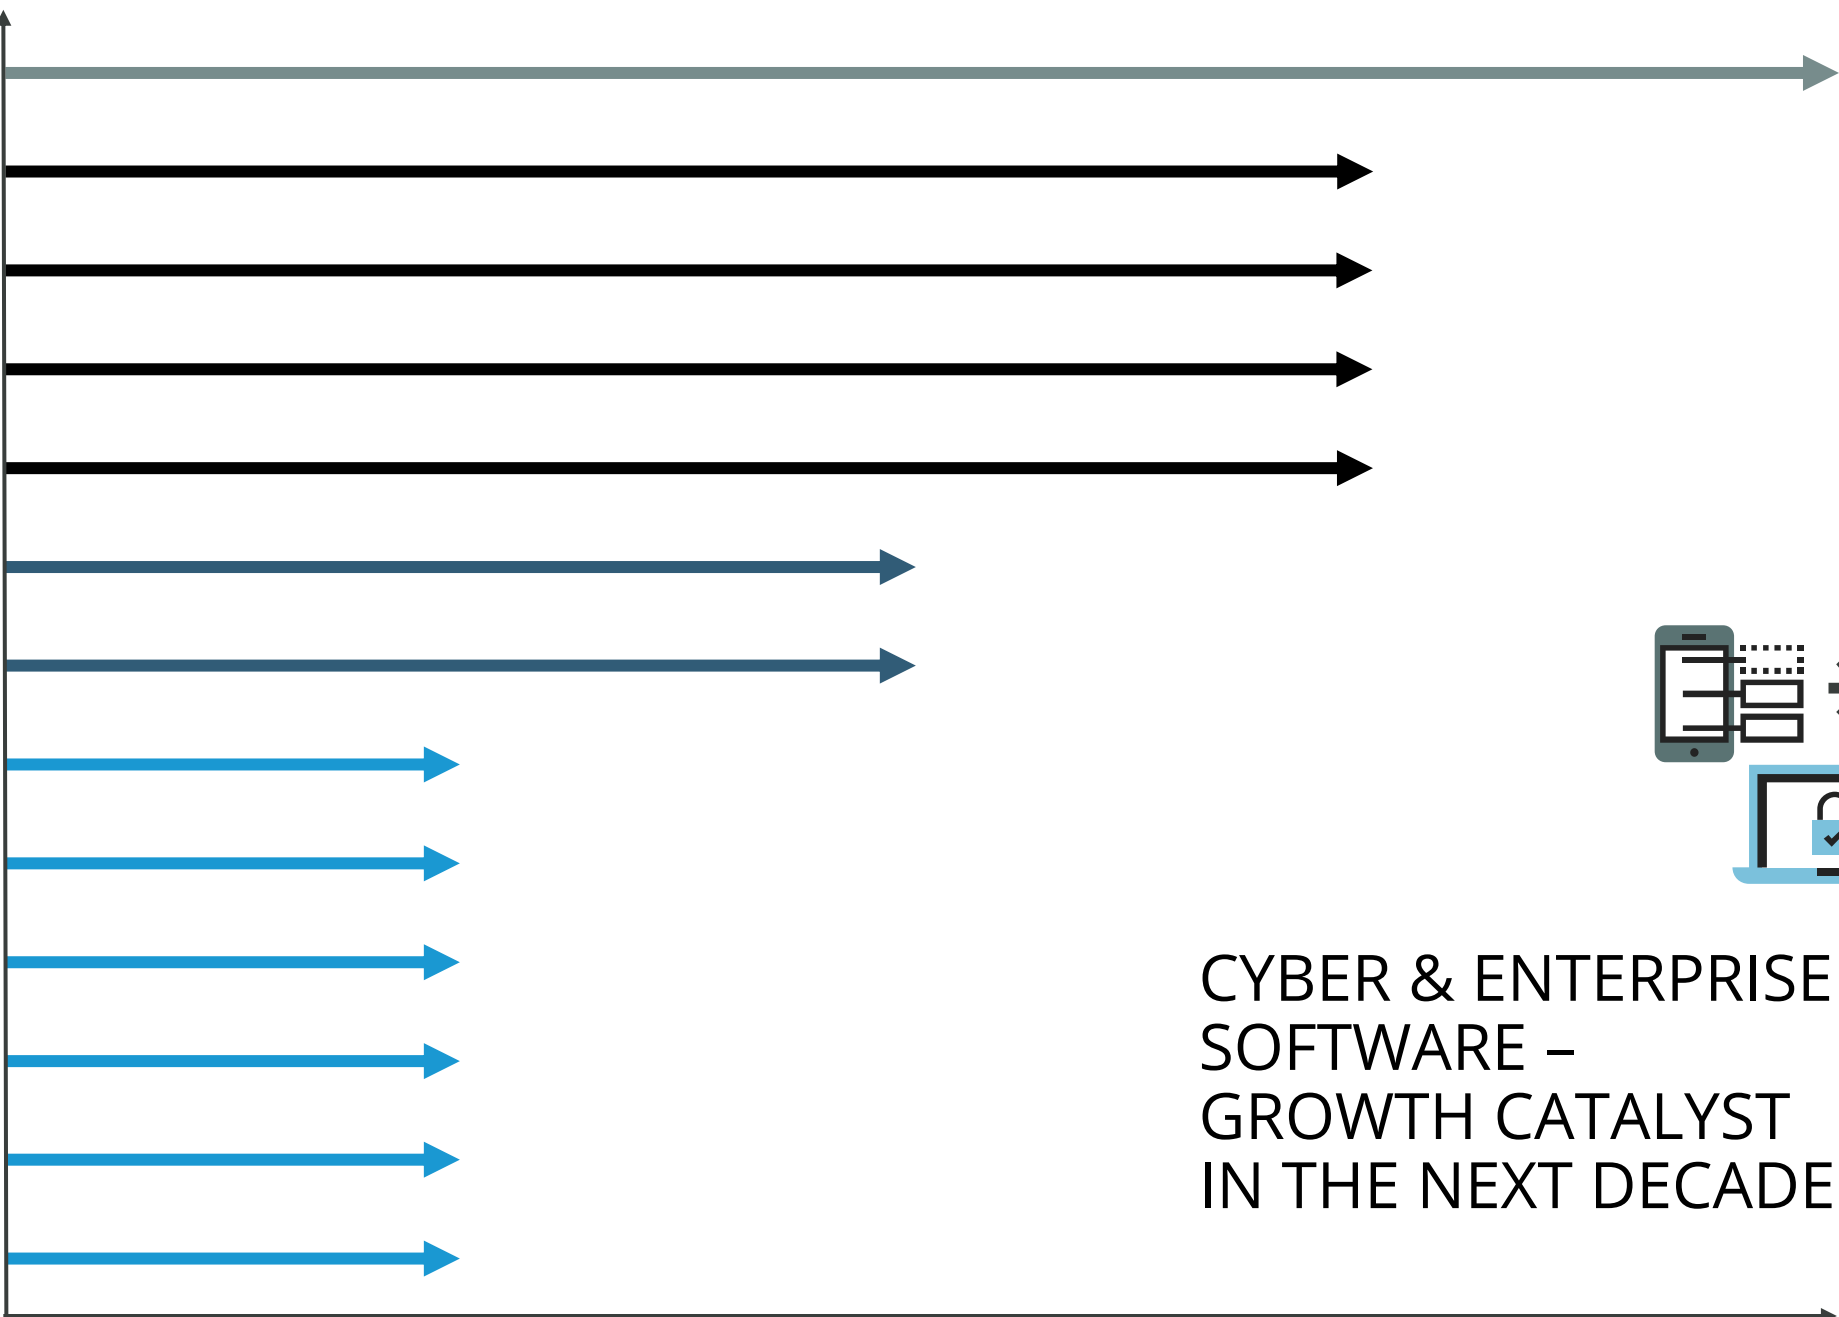 CYBER & ENTERPRISE
SOFTWARE –
GROWTH CATALYST
IN THE NEXT DECADE